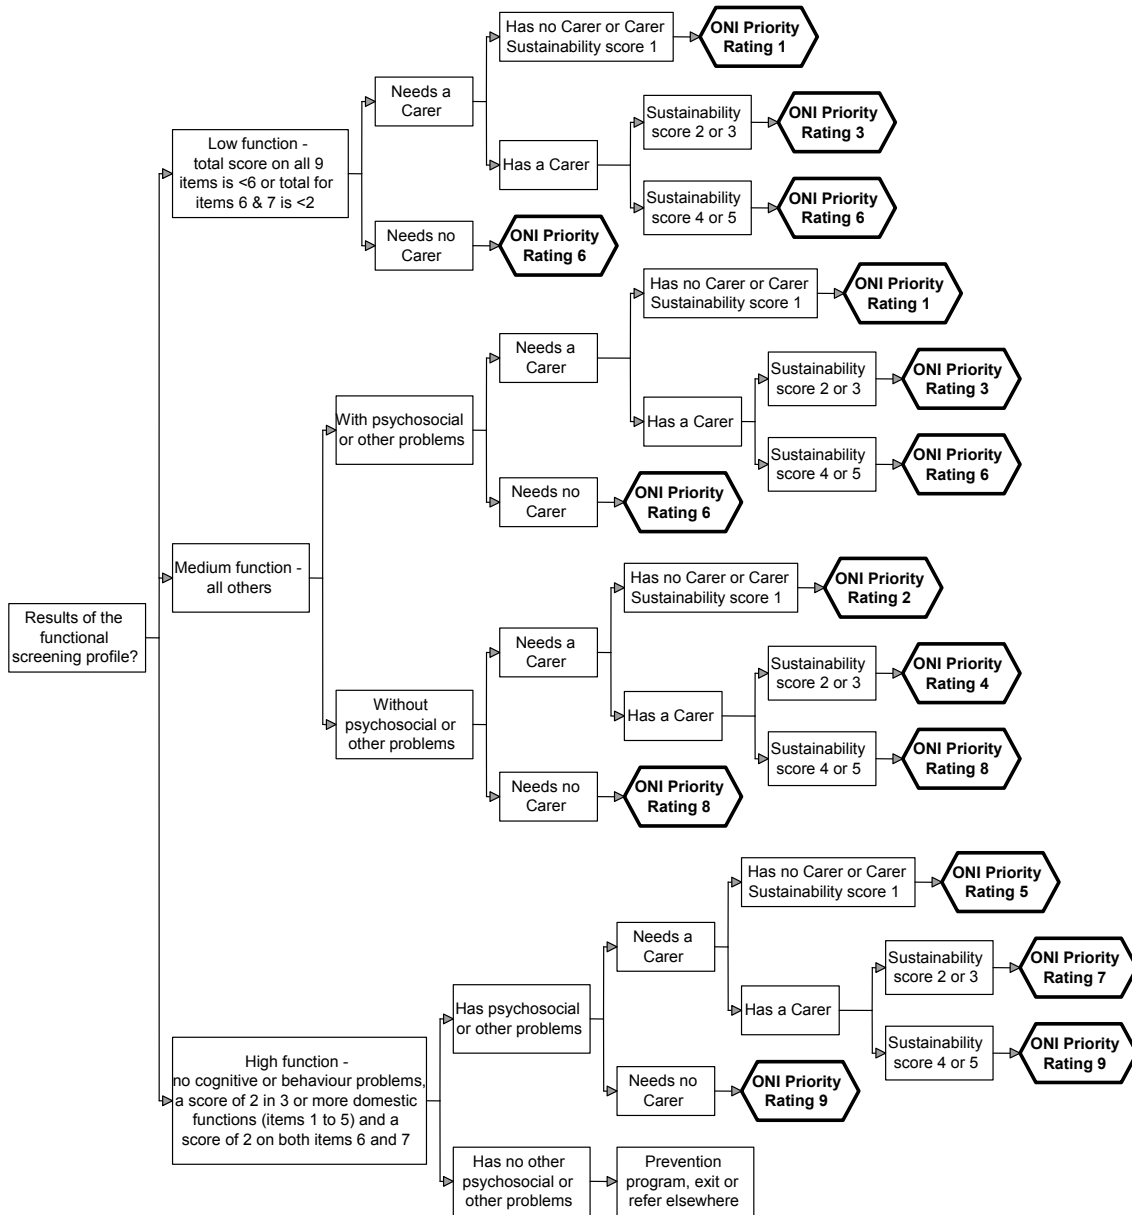 Results of the
functional
screening profile?
Low function -
total score on all 9
items is <6 or total for
items 6 & 7 is <2
Needs a
Carer
Has no Carer or Carer
Sustainability score 1
ONI Priority
Rating 1
Has a Carer
Sustainability
score 2 or 3
ONI Priority
Rating 3
Sustainability
score 4 or 5
ONI Priority
Rating 6
Needs no
Carer
ONI Priority
Rating 6
Medium function -
all others
With psychosocial
or other problems
Needs a
Carer
Has no Carer or Carer
Sustainability score 1
ONI Priority
Rating 1
Has a Carer
Sustainability
score 2 or 3
ONI Priority
Rating 3
Sustainability
score 4 or 5
ONI Priority
Rating 6
Needs no
Carer
ONI Priority
Rating 6
Without
psychosocial or
or other problems
Needs a
Carer
Has no Carer or Carer
Sustainability score 1
ONI Priority
Rating 2
Has a Carer
Sustainability
score 2 or 3
ONI Priority
Rating 4
Sustainability
score 4 or 5
ONI Priority
Rating 8
Needs no
Carer
ONI Priority
Rating 8
High function -
no cognitive or behaviour problems,
a score of 2 in 3 or more domestic
functions (items 1 to 5) and a
score of 2 on both items 6 and 7
Has psychosocial
or other problems
Needs a
Carer
Has no Carer or Carer
Sustainability score 1
ONI Priority
Rating 5
Has a Carer
Sustainability
score 2 or 3
ONI Priority
Rating 7
Sustainability
score 4 or 5
ONI Priority
Rating 9
Needs no
Carer
ONI Priority
Rating 9
Has no other
psychosocial or
other problems
Prevention
program, exit or
refer elsewhere